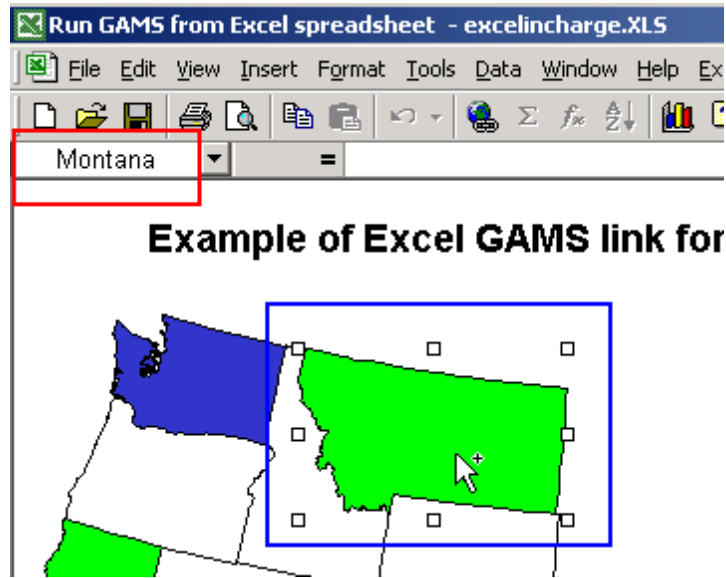 Run GAMS from Excel spreadsheet - excelincharge.XLS
File Edit View Insert Format Tools Data Window Help Ex
Montana =
Example of Excel GAMS link for